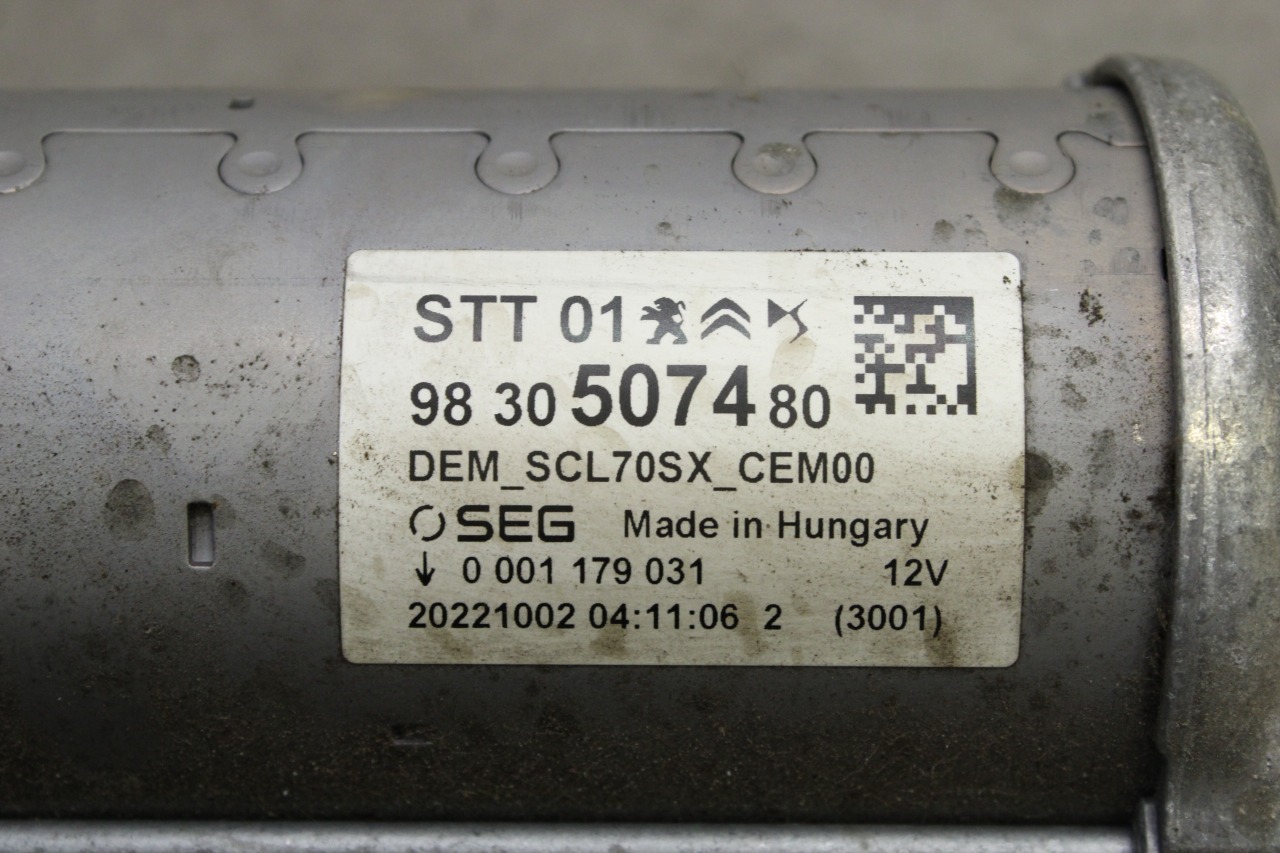 STT 01
98 30 5074 80
DEM_SCL70SX_CEM00
SEG Made in Hungary
↓ 0 001 179 031 12V
20221002 04:11:06 2 (3001)